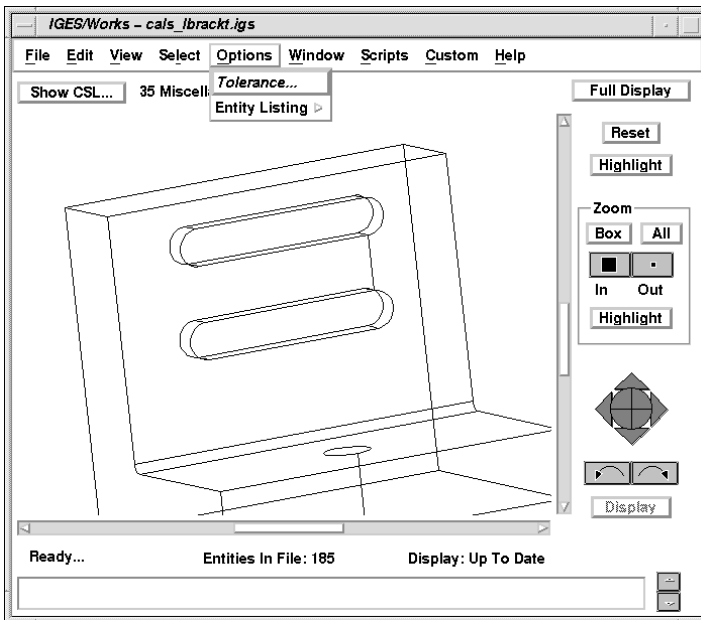 IGES/Works – cals_lbrackt.igs
File Edit View Select Options Window Scripts Custom Help
Tolerance...
Show CSL... 35 Full Display
Entity Listing
Reset
Highlight
Zoom
Box All
In Out
Highlight
Display
Ready... Entities In File: 185 Display: Up To Date